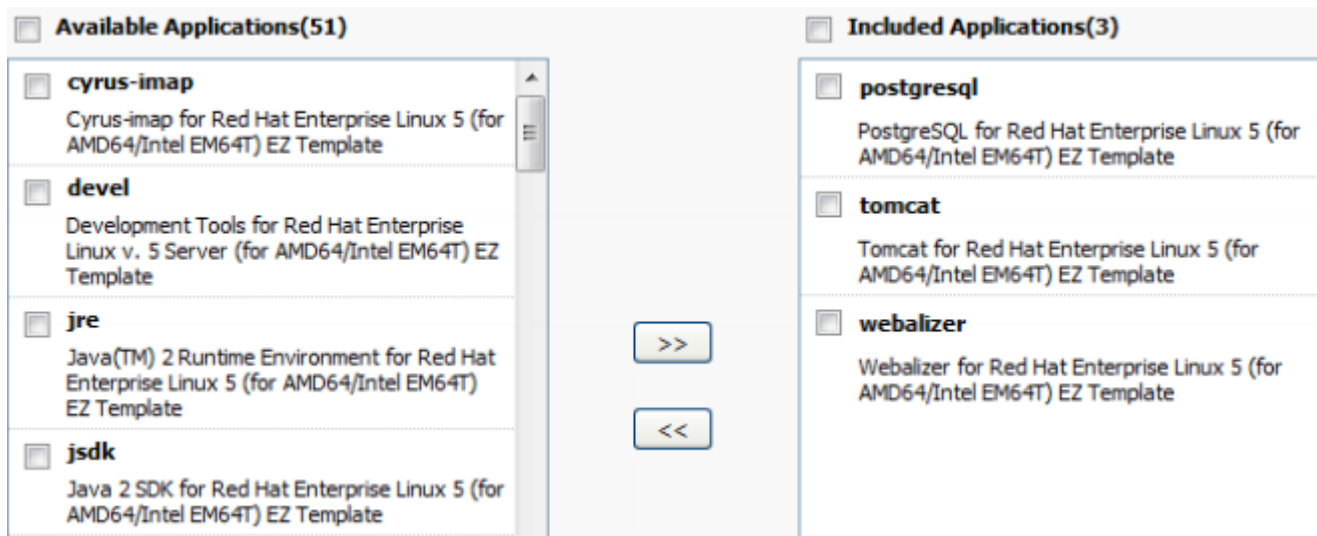 Available Applications(51)
cyrus-imap
Cyrus-imap for Red Hat Enterprise Linux 5 (for
AMD64/Intel EM64T) EZ Template
devel
Development Tools for Red Hat Enterprise
Linux v. 5 Server (for AMD64/Intel EM64T) EZ
Template
jre
Java(TM) 2 Runtime Environment for Red Hat
Enterprise Linux 5 (for AMD64/Intel EM64T)
EZ Template
jsdk
Java 2 SDK for Red Hat Enterprise Linux 5 (for
AMD64/Intel EM64T) EZ Template
>>
<<
Included Applications(3)
postgresql
PostgreSQL for Red Hat Enterprise Linux 5 (for
AMD64/Intel EM64T) EZ Template
tomcat
Tomcat for Red Hat Enterprise Linux 5 (for
AMD64/Intel EM64T) EZ Template
webalizer
Webalizer for Red Hat Enterprise Linux 5 (for
AMD64/Intel EM64T) EZ Template